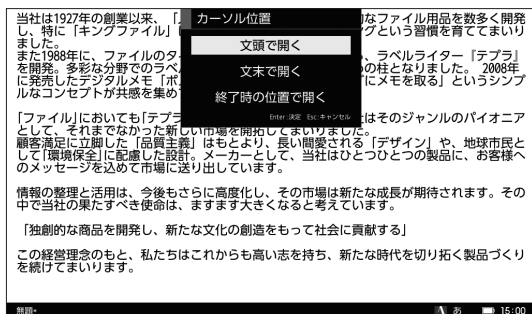 当社は1927年の創業以来、「
なファイル用品を数多く開発
し、特に「キングファイル」
グという習慣を育ててまいり
ました。
また1988年に、ファイルのタ
、ラベルライター『テプラ』
を開発。多彩な分野でのラベ
の柱となりました。 2008年
に発売したデジタルメモ「ポ
にメモを取る」というシンプ
ルなコンセプトが共感を集め
カーソル位置
文頭で開く
文末で開く
終了時の位置で開く
Enter:決定 Esc:キャンセル
「ファイル」においても「テプラ
はそのジャンルのパイオニア
として、それまでなかった新しい市場を開拓してまいりました。
顧客満足に立脚した「品質主義」はもとより、長い間愛される「デザイン」や、地球市民と
して「環境保全」に配慮した設計。メーカーとして、当社はひとつひとつの製品に、お客様へ
のメッセージを込めて市場に送り出しています。
情報の整理と活用は、今後もさらに高度化し、その市場は新たな成長が期待されます。その
中で当社の果たすべき使命は、ますます大きくなると考えています。
「独創的な商品を開発し、新たな文化の創造をもって社会に貢献する」
この経営理念のもと、私たちはこれからも高い志を持ち、新たな時代を切り拓く製品づくり
を続けてまいります。
無題* A あ 15:00